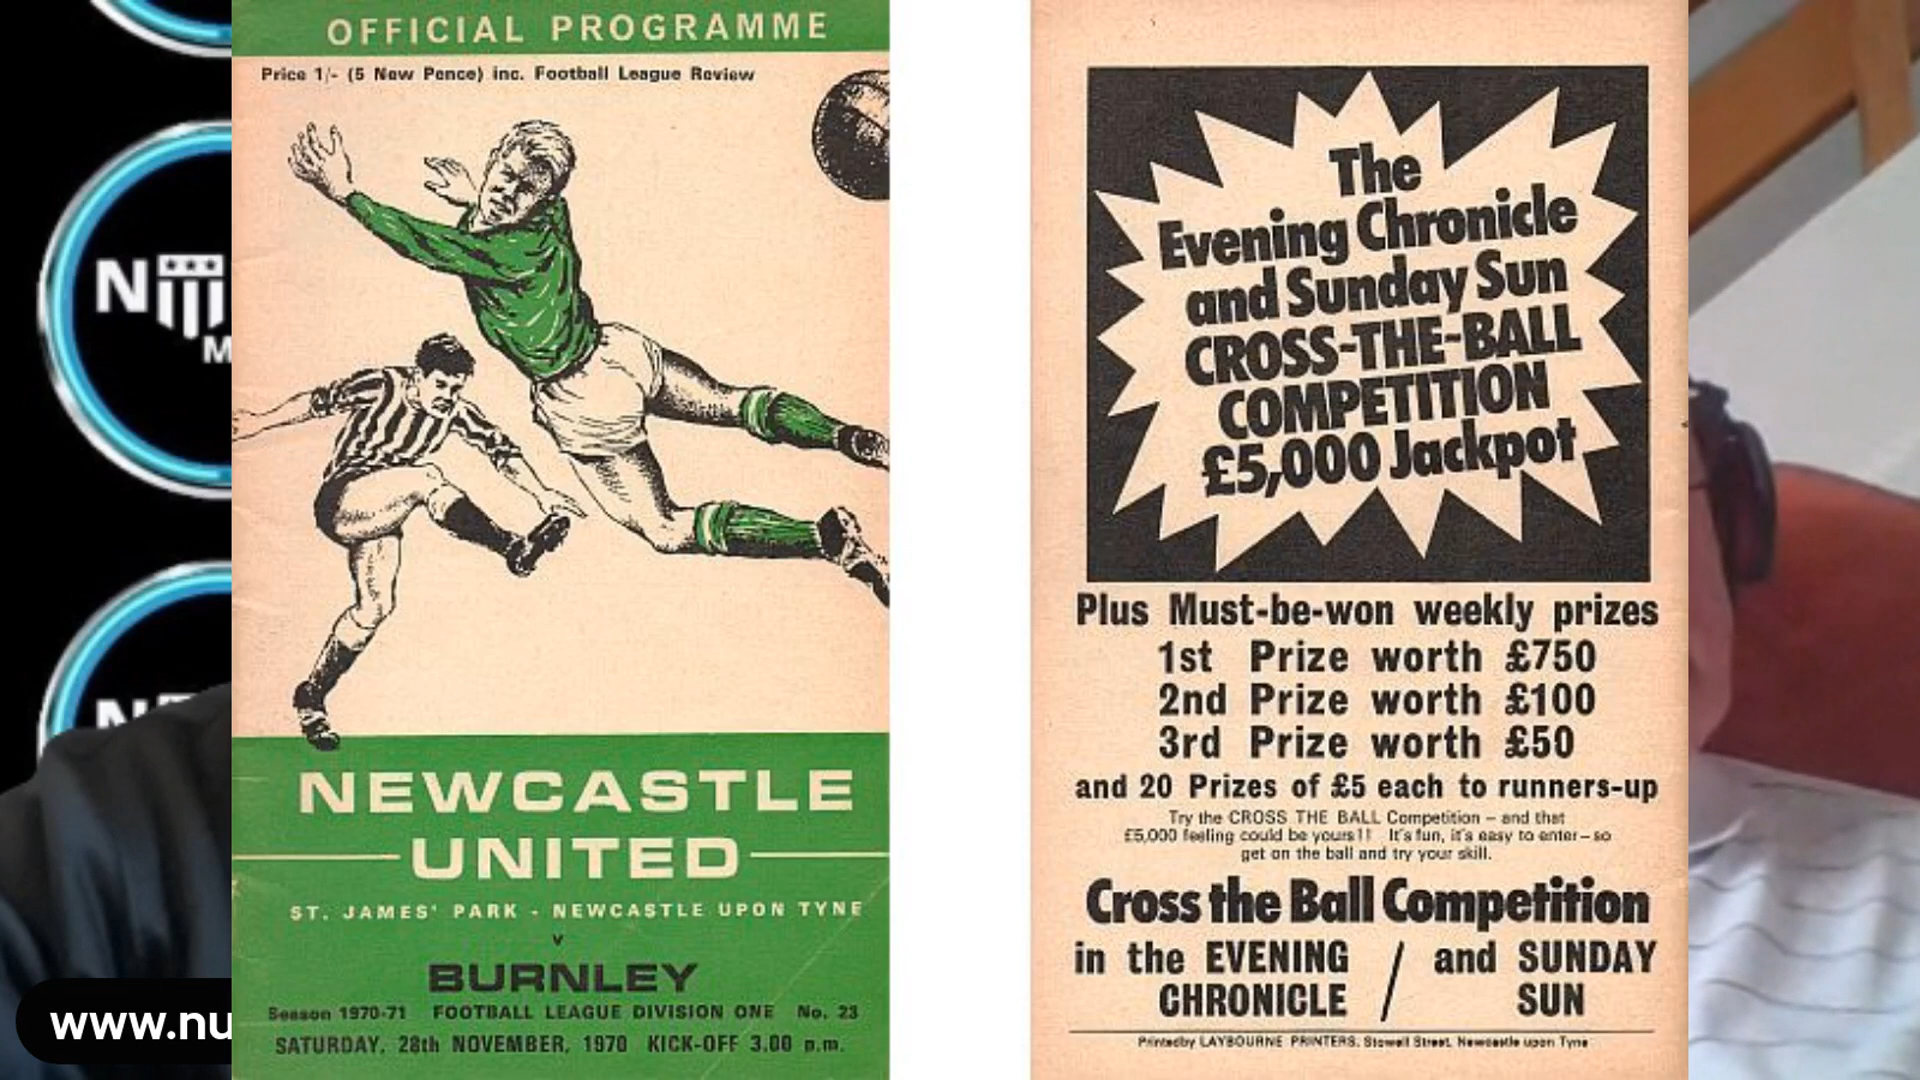 OFFICIAL PROGRAMME
Price 1/- (5 New Pence) inc. Football League Review
NEWCASTLE
UNITED
ST. JAMES' PARK - NEWCASTLE UPON TYNE
v
BURNLEY
Season 1970-71 FOOTBALL LEAGUE DIVISION ONE No. 23
SATURDAY, 28th NOVEMBER, 1970 KICK-OFF 3.00 p.m.
The
Evening Chronicle
and Sunday Sun
CROSS-THE-BALL
COMPETITION
£5,000 Jackpot
Plus Must-be-won weekly prizes
1st Prize worth £750
2nd Prize worth £100
3rd Prize worth £50
and 20 Prizes of £5 each to runners-up
Try the CROSS THE BALL Competition – and that
£5,000 feeling could be yours!! It's fun, it's easy to enter – so
get on the ball and try your skill.
Cross the Ball Competition
in the EVENING / and SUNDAY
CHRONICLE SUN
Printed by LAYBOURNE PRINTERS, Stowell Street, Newcastle upon Tyne
www.nu